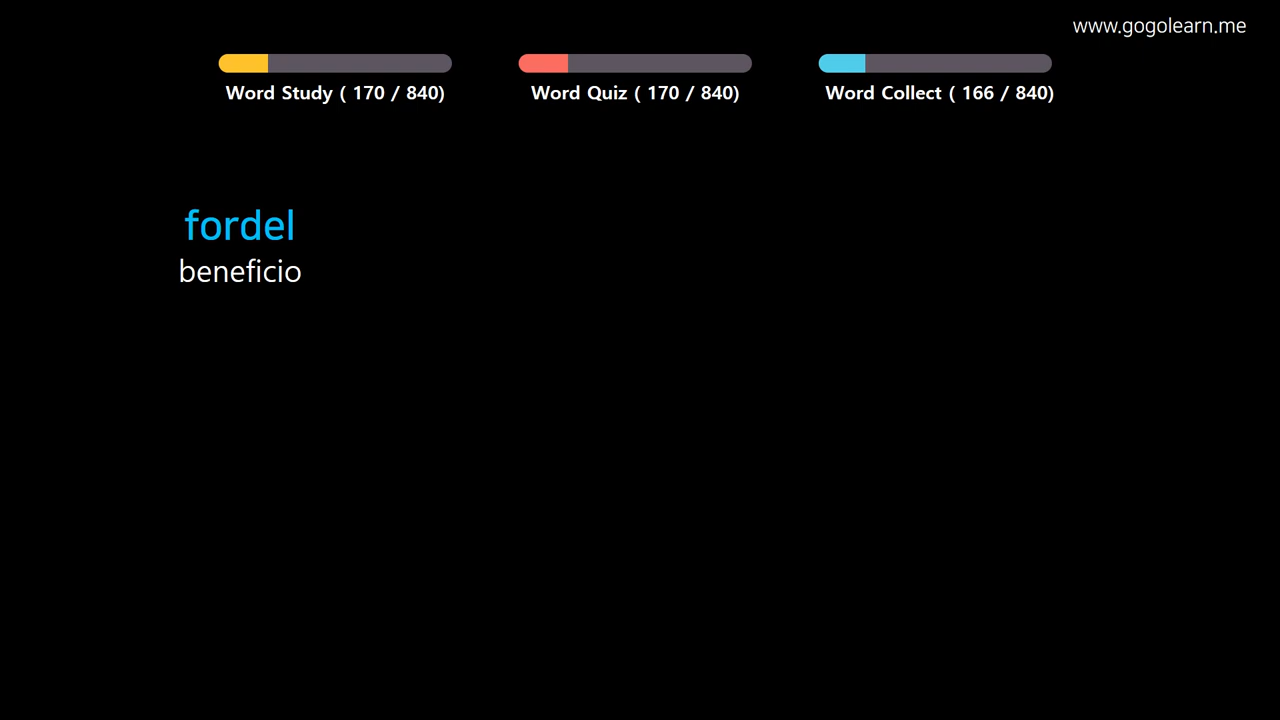 www.gogolearn.me
Word Study ( 170 / 840)
Word Quiz ( 170 / 840)
Word Collect ( 166 / 840)
fordel
beneficio